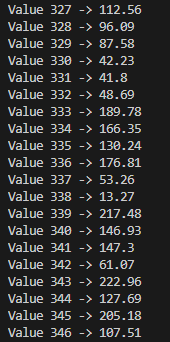 Value 327 -> 112.56
Value 328 -> 96.09
Value 329 -> 87.58
Value 330 -> 42.23
Value 331 -> 41.8
Value 332 -> 48.69
Value 333 -> 189.78
Value 334 -> 166.35
Value 335 -> 130.24
Value 336 -> 176.81
Value 337 -> 53.26
Value 338 -> 13.27
Value 339 -> 217.48
Value 340 -> 146.93
Value 341 -> 147.3
Value 342 -> 61.07
Value 343 -> 222.96
Value 344 -> 127.69
Value 345 -> 205.18
Value 346 -> 107.51